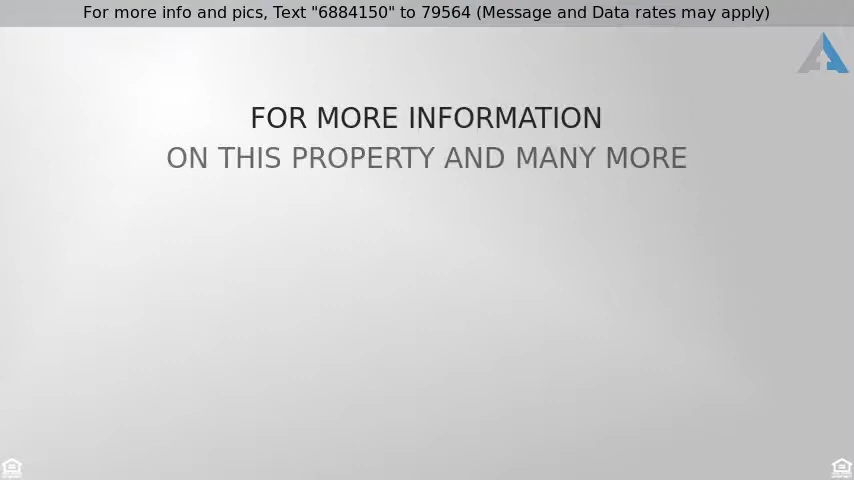 For more info and pics, Text "6884150" to 79564 (Message and Data rates may apply)
FOR MORE INFORMATION
ON THIS PROPERTY AND MANY MORE